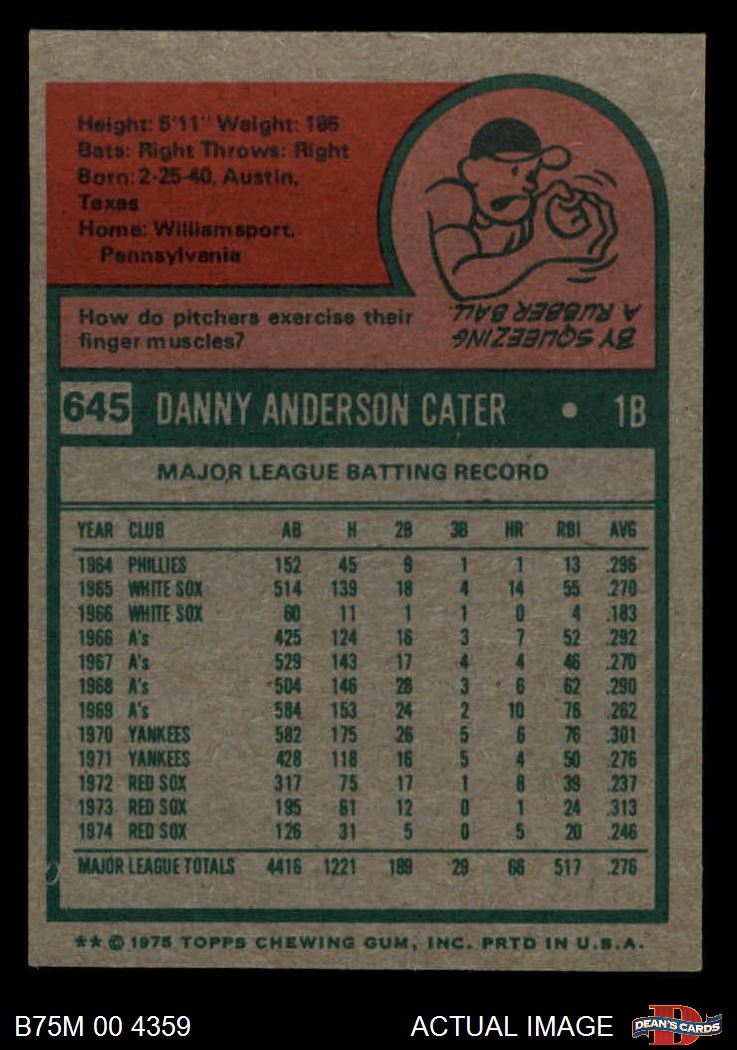 Height: 5'11" Weight: 185
Bats: Right Throws: Right
Born: 2-25-40, Austin,
Texas
Home: Williamsport,
Pennsylvania
How do pitchers exercise their
finger muscles?
BY SQUEEZING
A RUBBER BALL.
645 DANNY ANDERSON CATER • 1B
MAJOR LEAGUE BATTING RECORD
YEAR CLUB AB H 2B 3B HR RBI AVG
1964 PHILLIES 152 45 9 1 1 13 .296
1965 WHITE SOX 514 139 18 4 14 55 .270
1966 WHITE SOX 60 11 1 1 0 4 .183
1966 A's 425 124 16 3 7 52 .292
1967 A's 529 143 17 4 4 46 .270
1968 A's 504 146 28 3 6 62 .290
1969 A's 584 153 24 2 10 76 .262
1970 YANKEES 582 175 26 5 6 76 .301
1971 YANKEES 428 118 16 5 4 50 .276
1972 RED SOX 317 75 17 1 8 39 .237
1973 RED SOX 195 61 12 0 1 24 .313
1974 RED SOX 126 31 5 0 5 20 .246
MAJOR LEAGUE TOTALS 4416 1221 189 29 66 517 .276
** © 1975 TOPPS CHEWING GUM, INC. PRTD IN U.S.A.
B75M 00 4359 ACTUAL IMAGE D DEAN'S CARDS